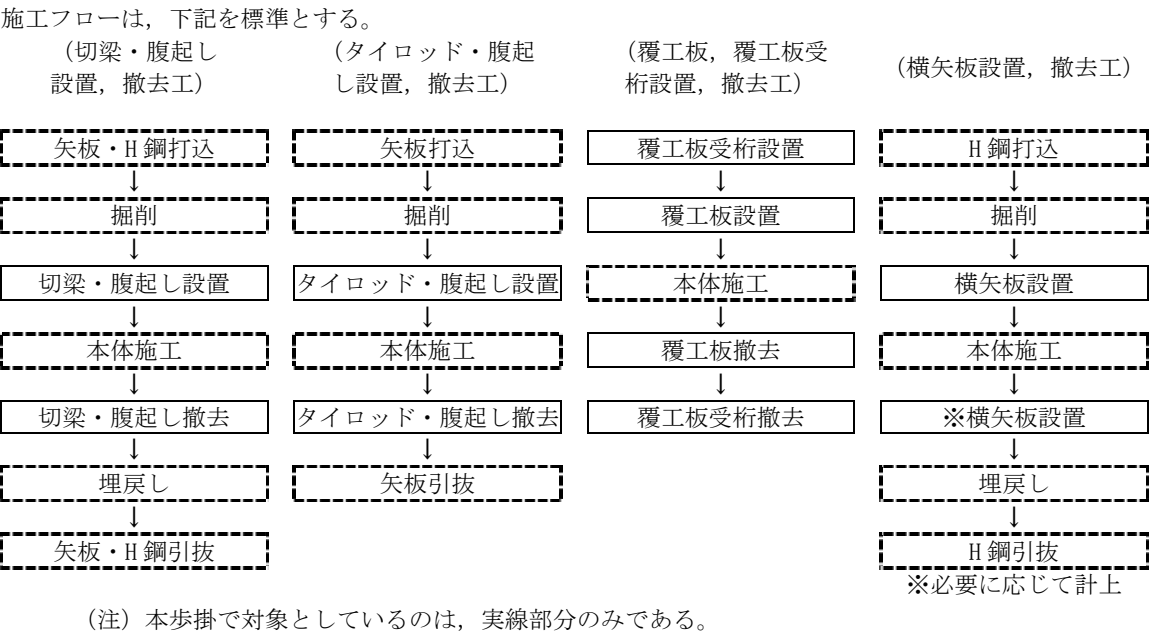 施工フローは，下記を標準とする。
（切梁・腹起し
設置，撤去工）
矢板・H鋼打込
↓
掘削
↓
切梁・腹起し設置
↓
本体施工
↓
切梁・腹起し撤去
↓
埋戻し
↓
矢板・H鋼引抜
（タイロッド・腹起
し設置，撤去工）
矢板打込
↓
掘削
↓
タイロッド・腹起し設置
↓
本体施工
↓
タイロッド・腹起し撤去
↓
矢板引抜
（覆工板，覆工板受
桁設置，撤去工）
覆工板受桁設置
↓
覆工板設置
↓
本体施工
↓
覆工板撤去
↓
覆工板受桁撤去
（横矢板設置，撤去工）
H鋼打込
↓
掘削
↓
横矢板設置
↓
本体施工
↓
※横矢板設置
↓
埋戻し
↓
H鋼引抜
※必要に応じて計上
（注）本歩掛で対象としているのは，実線部分のみである。